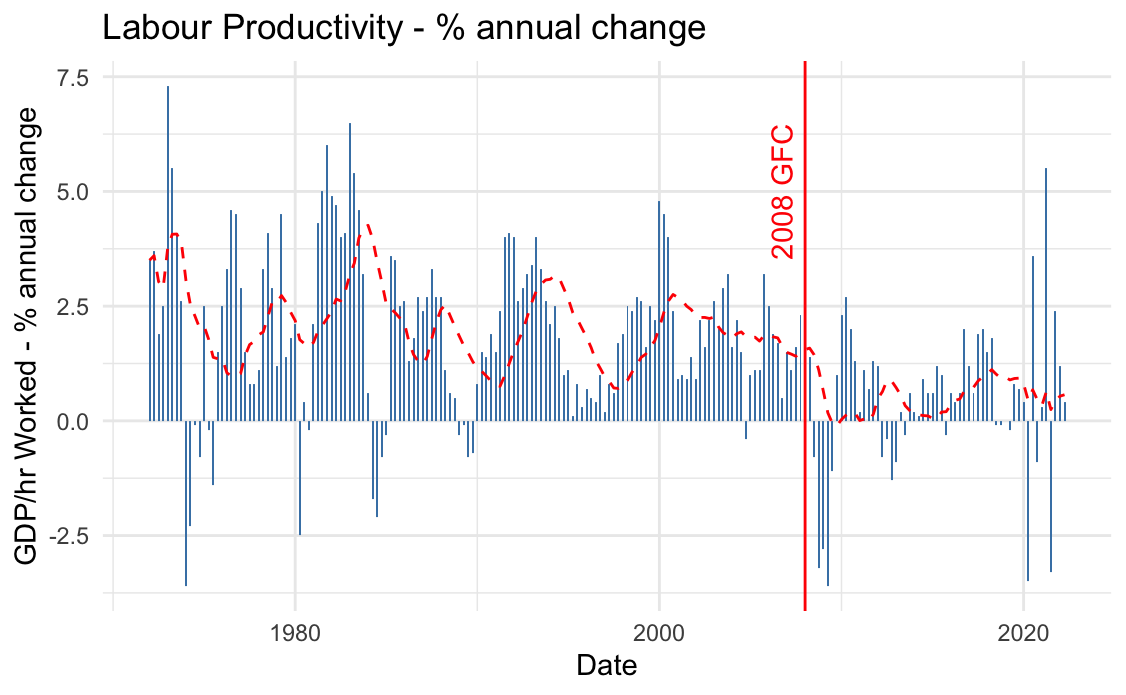 Labour Productivity - % annual change
GDP/hr Worked - % annual change
7.5
5.0
2.5
0.0
-2.5
2008 GFC
1980
2000
2020
Date